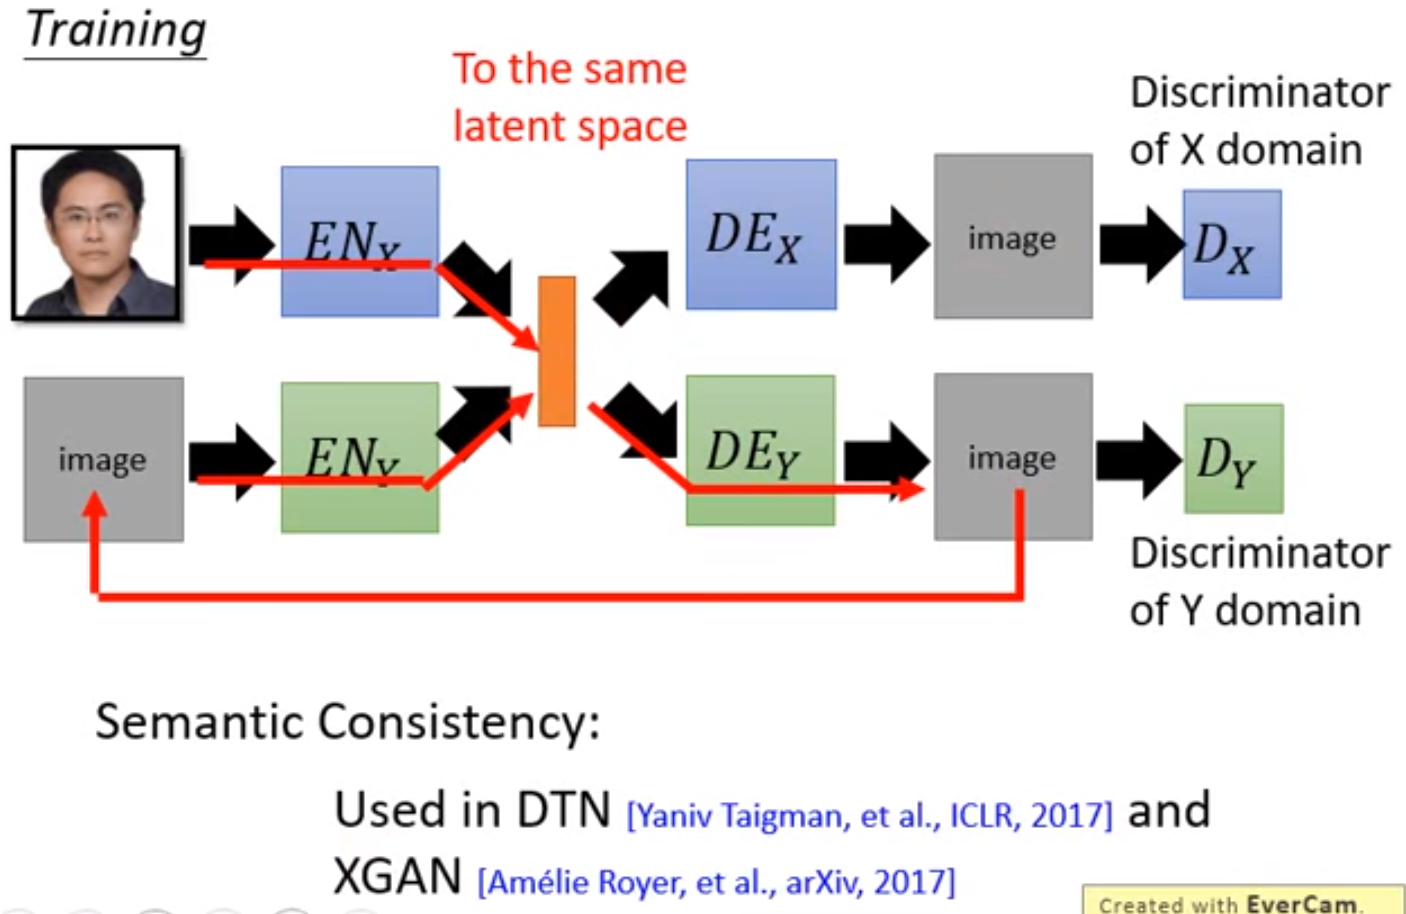 Training
To the same
latent space
Discriminator
of X domain
EN_X
DE_X
image
D_X
image
EN_Y
DE_Y
image
D_Y
Discriminator
of Y domain
Semantic Consistency:
Used in DTN [Yaniv Taigman, et al., ICLR, 2017] and
XGAN [Amélie Royer, et al., arXiv, 2017]
Created with EverCam.